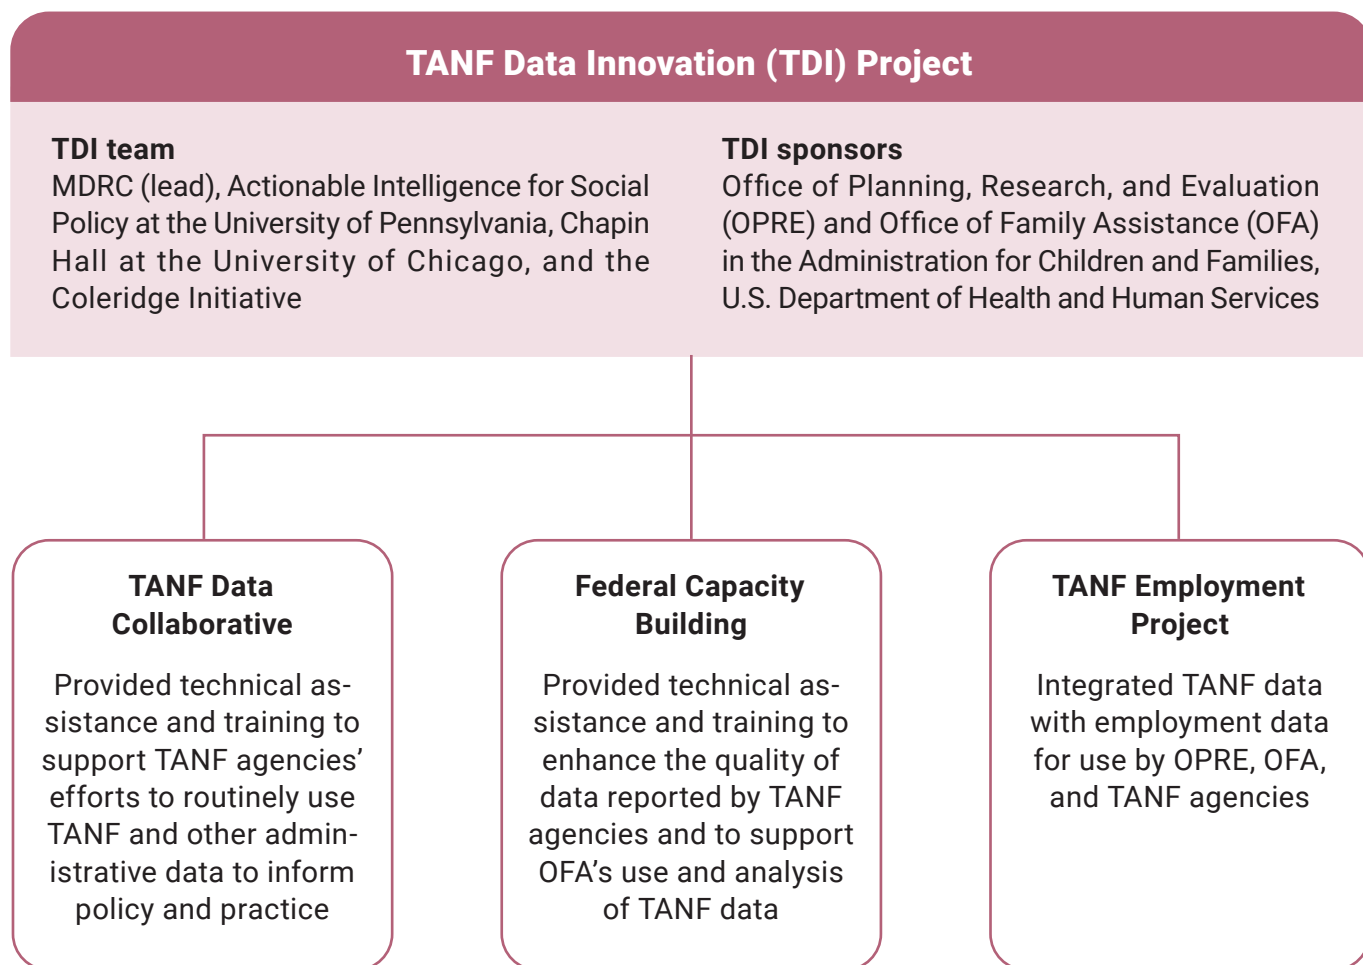 TANF Data Innovation (TDI) Project
TDI team
MDRC (lead), Actionable Intelligence for Social
Policy at the University of Pennsylvania, Chapin
Hall at the University of Chicago, and the
Coleridge Initiative
TDI sponsors
Office of Planning, Research, and Evaluation
(OPRE) and Office of Family Assistance (OFA)
in the Administration for Children and Families,
U.S. Department of Health and Human Services
TANF Data
Collaborative
Provided technical as-
sistance and training to
support TANF agencies’
efforts to routinely use
TANF and other admin-
istrative data to inform
policy and practice
Federal Capacity
Building
Provided technical as-
sistance and training to
enhance the quality of
data reported by TANF
agencies and to support
OFA’s use and analysis
of TANF data
TANF Employment
Project
Integrated TANF data
with employment data
for use by OPRE, OFA,
and TANF agencies